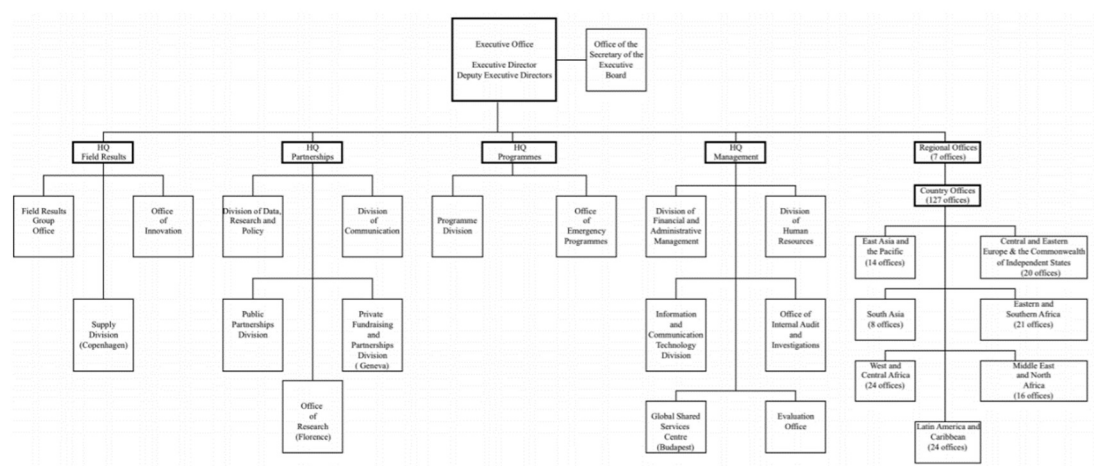 Executive Office
Executive Director
Deputy Executive Directors
Office of the
Secretary of the
Executive
Board
HQ
Field Results
HQ
Partnerships
HQ
Programmes
HQ
Management
Regional Offices
(7 offices)
Country Offices
(127 offices)
Field Results
Group
Office
Office
of
Innovation
Supply
Division
(Copenhagen)
Division of Data,
Research and
Policy
Division
of
Communication
Public
Partnerships
Division
Private
Fundraising
and
Partnerships
Division
( Geneva)
Office
of
Research
(Florence)
Programme
Division
Office
of
Emergency
Programmes
Division of
Financial and
Administrative
Management
Division
of
Human
Resources
Information
and
Communication
Technology
Division
Office of
Internal Audit
and
Investigations
Global Shared
Services
Centre
(Budapest)
Evaluation
Office
East Asia and
the Pacific
(14 offices)
Central and Eastern
Europe & the Commonwealth
of Independent States
(20 offices)
South Asia
(8 offices)
Eastern and
Southern Africa
(21 offices)
West and
Central Africa
(24 offices)
Middle East
and North
Africa
(16 offices)
Latin America and
Caribbean
(24 offices)